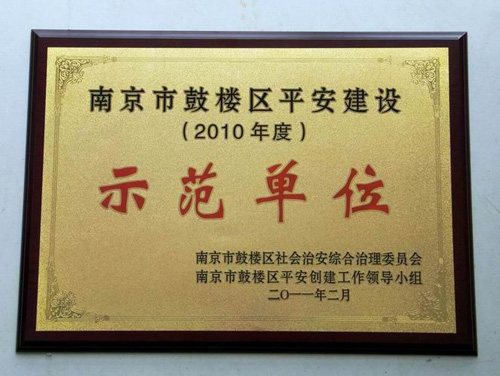 南京市鼓楼区平安建设
（2010年度）
示范单位
南京市鼓楼区社会治安综合治理委员会
南京市鼓楼区平安创建工作领导小组
二〇一一年二月